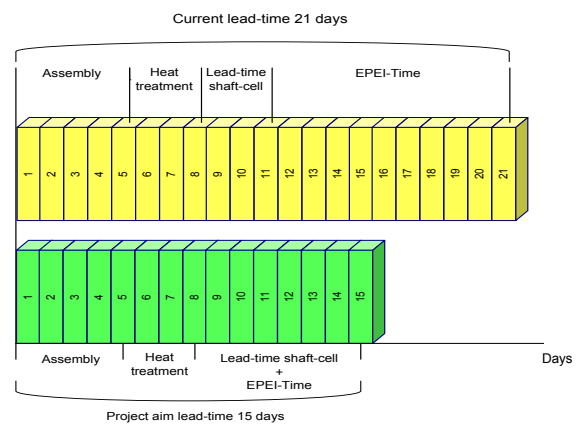 Current lead-time 21 days
Assembly
Heat
treatment
Lead-time
shaft-cell
EPEI-Time
1 2 3 4 5 6 7 8 9 10 11 12 13 14 15 16 17 18 19 20 21
1 2 3 4 5 6 7 8 9 10 11 12 13 14 15
Assembly
Heat
treatment
Lead-time shaft-cell
+
EPEI-Time
Days
Project aim lead-time 15 days